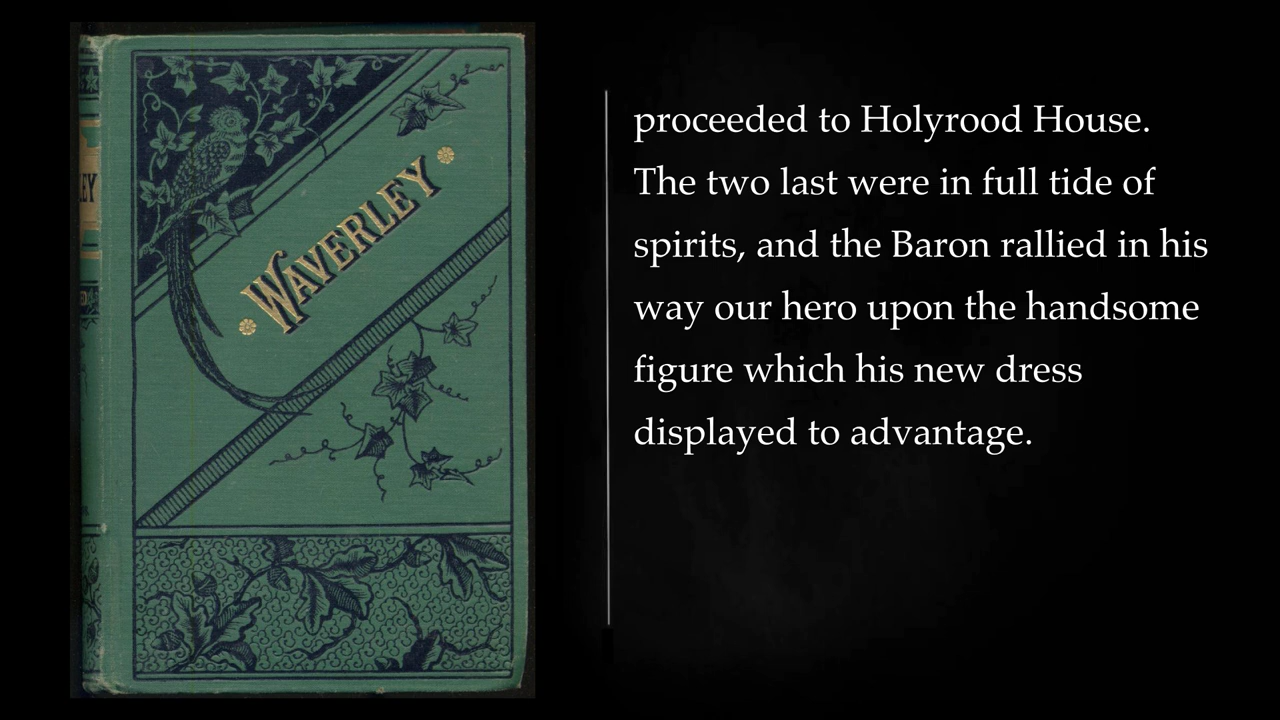 WAVERLEY
EY
proceeded to Holyrood House.
The two last were in full tide of
spirits, and the Baron rallied in his
way our hero upon the handsome
figure which his new dress
displayed to advantage.